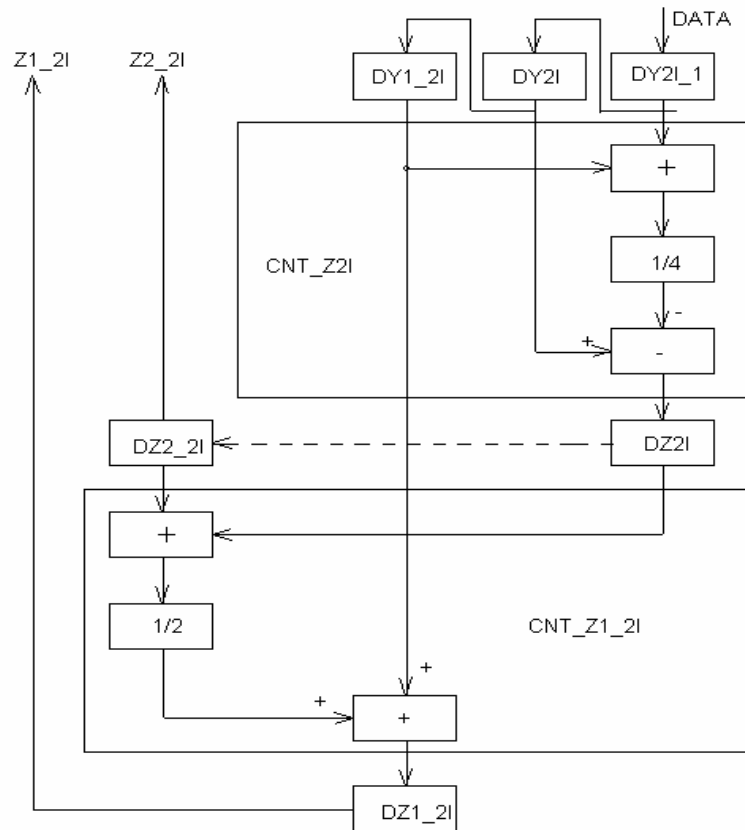 DATA
Z1_2I
Z2_2I
DY1_2I
DY2I
DY2I_1
+
CNT_Z2I
1/4
-
+
-
DZ2_2I
DZ2I
+
1/2
CNT_Z1_2I
+
+
+
DZ1_2I